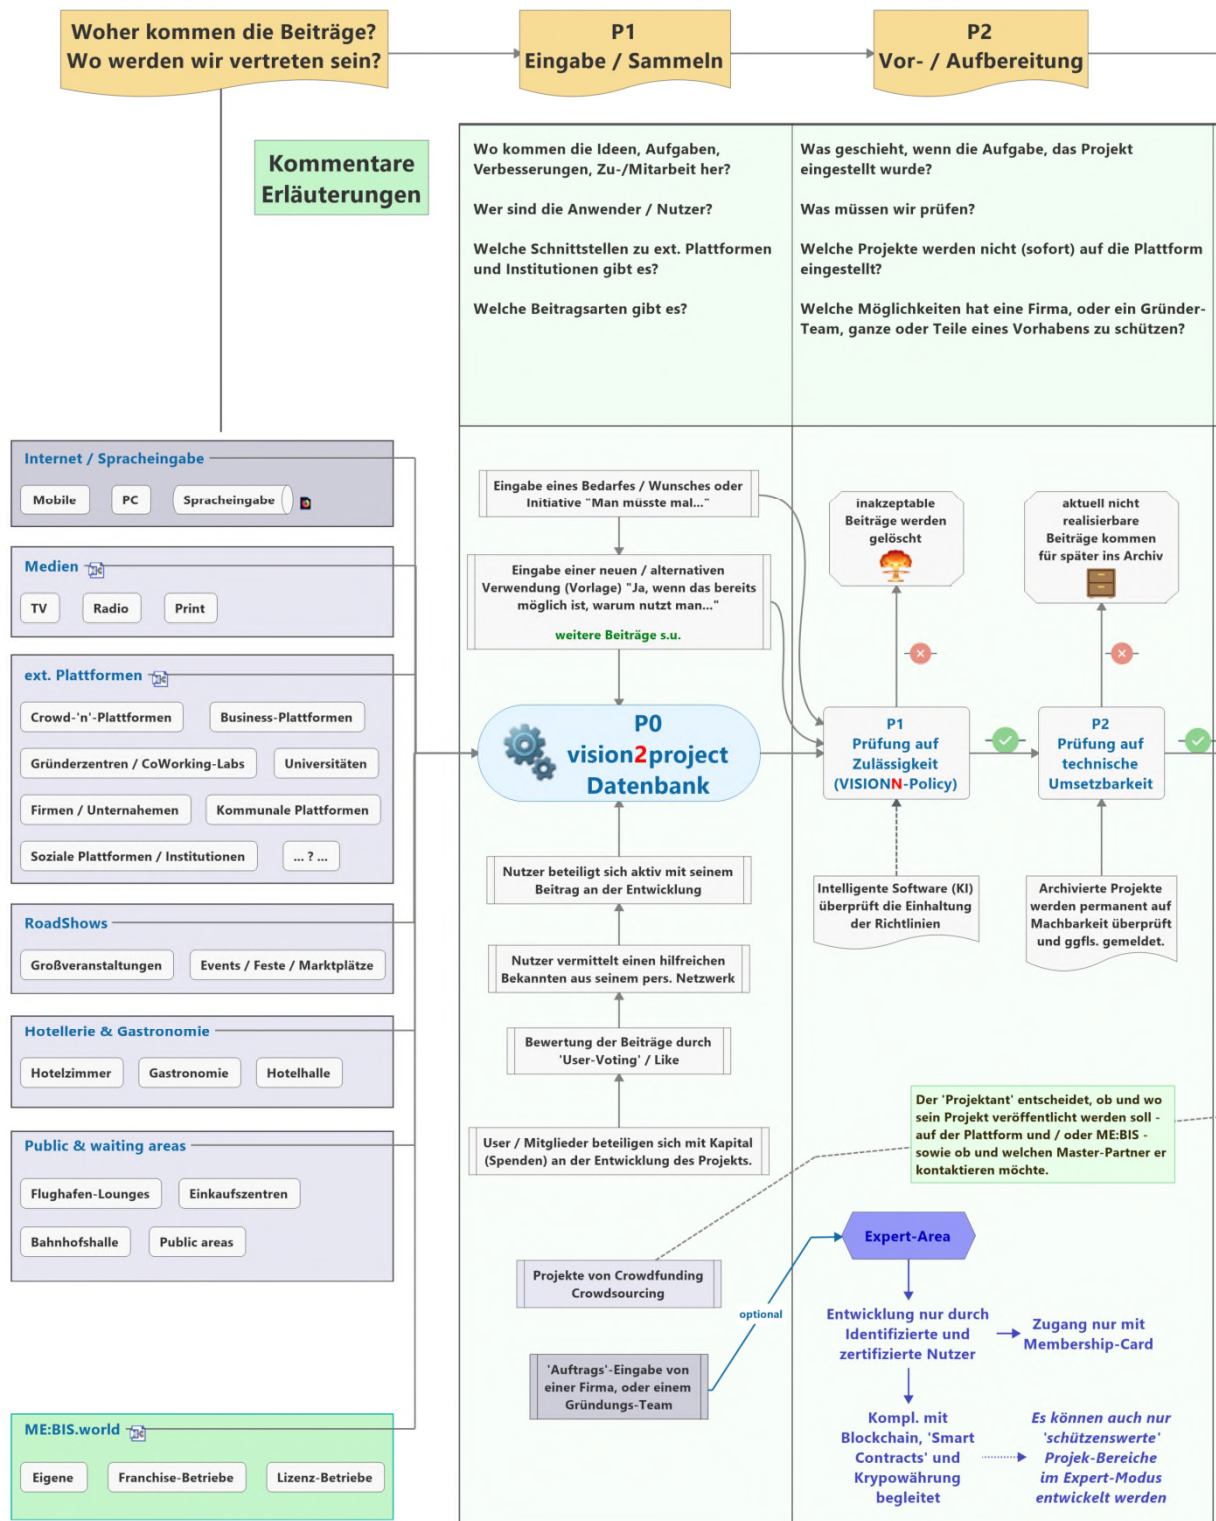 Woher kommen die Beiträge?
Wo werden wir vertreten sein?
P1
Eingabe / Sammeln
P2
Vor- / Aufbereitung
Kommentare
Erläuterungen
Wo kommen die Ideen, Aufgaben,
Verbesserungen, Zu-/Mitarbeit her?
Wer sind die Anwender / Nutzer?
Welche Schnittstellen zu ext. Plattformen
und Institutionen gibt es?
Welche Beitragsarten gibt es?
Was geschieht, wenn die Aufgabe, das Projekt
eingestellt wurde?
Was müssen wir prüfen?
Welche Projekte werden nicht (sofort) auf die Plattform
eingestellt?
Welche Möglichkeiten hat eine Firma, oder ein Gründer-
Team, ganze oder Teile eines Vorhabens zu schützen?
Internet / Spracheingabe
Mobile
PC
Spracheingabe
Medien
TV
Radio
Print
ext. Plattformen
Crowd-'n'-Plattformen
Business-Plattformen
Gründerzentren / CoWorking-Labs
Universitäten
Firmen / Unternahemen
Kommunale Plattformen
Soziale Plattformen / Institutionen
... ? ...
RoadShows
Großveranstaltungen
Events / Feste / Marktplätze
Hotellerie & Gastronomie
Hotelzimmer
Gastronomie
Hotelhalle
Public & waiting areas
Flughafen-Lounges
Einkaufszentren
Bahnhofshalle
Public areas
ME:BIS.world
Eigene
Franchise-Betriebe
Lizenz-Betriebe
Eingabe eines Bedarfes / Wunsches oder
Initiative "Man müsste mal..."
Eingabe einer neuen / alternativen
Verwendung (Vorlage) "Ja, wenn das bereits
möglich ist, warum nutzt man..."
weitere Beiträge s.u.
P0
vision2project
Datenbank
Nutzer beteiligt sich aktiv mit seinem
Beitrag an der Entwicklung
Nutzer vermittelt einen hilfreichen
Bekannten aus seinem pers. Netzwerk
Bewertung der Beiträge durch
'User-Voting' / Like
User / Mitglieder beteiligen sich mit Kapital
(Spenden) an der Entwicklung des Projekts.
Projekte von Crowdfunding
Crowdsourcing
'Auftrags'-Eingabe von
einer Firma, oder einem
Gründungs-Team
optional
inakzeptable
Beiträge werden
gelöscht
aktuell nicht
realisierbare
Beiträge kommen
für später ins Archiv
P1
Prüfung auf
Zulässigkeit
(VISIONN-Policy)
P2
Prüfung auf
technische
Umsetzbarkeit
Intelligente Software (KI)
überprüft die Einhaltung
der Richtlinien
Archivierte Projekte
werden permanent auf
Machbarkeit überprüft
und ggfls. gemeldet.
Der 'Projektant' entscheidet, ob und wo
sein Projekt veröffentlicht werden soll -
auf der Plattform und / oder ME:BIS -
sowie ob und welchen Master-Partner er
kontaktieren möchte.
Expert-Area
Entwicklung nur durch
Identifizierte und
zertifizierte Nutzer
Zugang nur mit
Membership-Card
Kompl. mit
Blockchain, 'Smart
Contracts' und
Krypowährung
begleitet
Es können auch nur
'schützenswerte'
Projek-Bereiche
im Expert-Modus
entwickelt werden